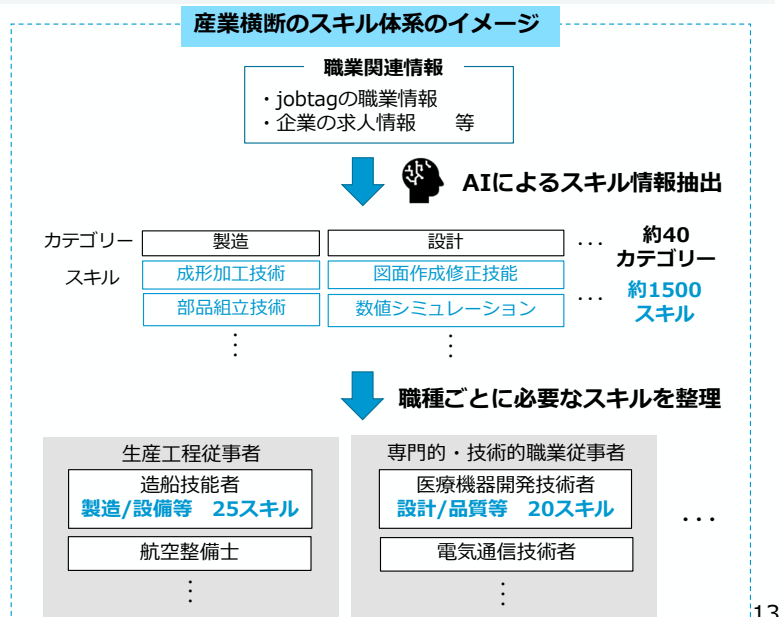 産業横断のスキル体系のイメージ
職業関連情報
・jobtagの職業情報
・企業の求人情報　等
AIによるスキル情報抽出
カテゴリー 製造 設計 ･･･ 約40
カテゴリー
スキル 成形加工技術 図面作成修正技能
部品組立技術 数値シミュレーション ･･･ 約1500
スキル
⋮ ⋮
職種ごとに必要なスキルを整理
生産工程従事者 専門的・技術的職業従事者
造船技能者 医療機器開発技術者
製造/設備等　25スキル 設計/品質等　20スキル ･･･
航空整備士 電気通信技術者
⋮ ⋮
13